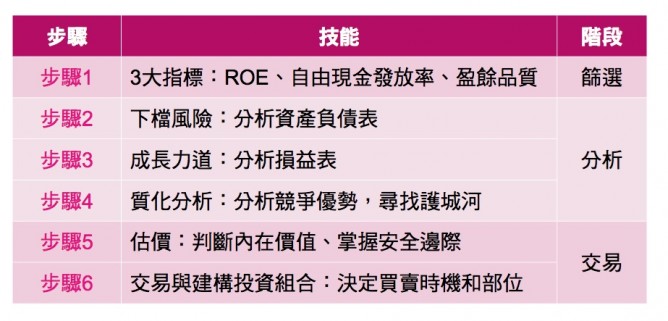 步驟 技能 階段
步驟1 3大指標：ROE、自由現金發放率、盈餘品質 篩選
步驟2 下檔風險：分析資產負債表
步驟3 成長力道：分析損益表 分析
步驟4 質化分析：分析競爭優勢，尋找護城河
步驟5 估價：判斷內在價值、掌握安全邊際 交易
步驟6 交易與建構投資組合：決定買賣時機和部位